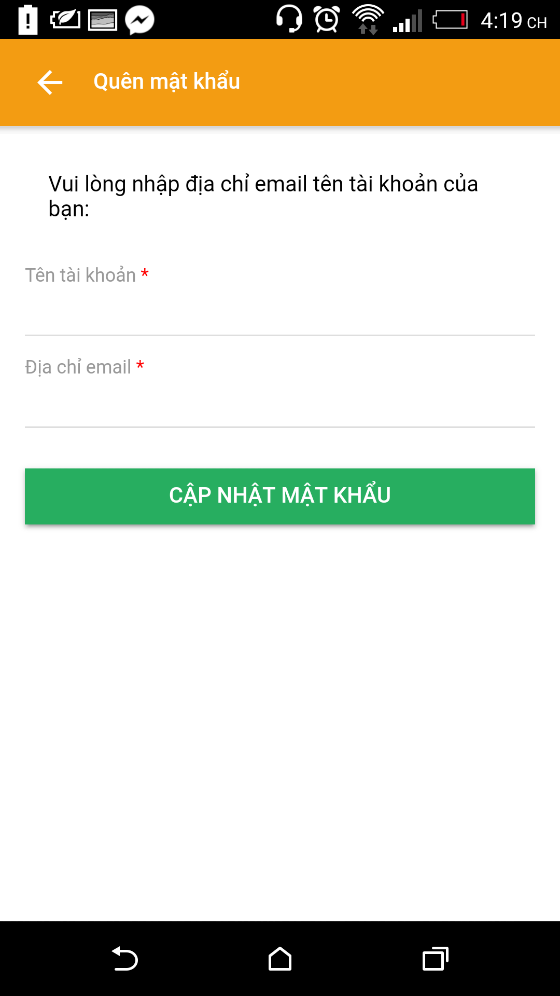 4:19 CH
Quên mật khẩu
Vui lòng nhập địa chỉ email tên tài khoản của
bạn:
Tên tài khoản *
Địa chỉ email *
CẬP NHẬT MẬT KHẨU